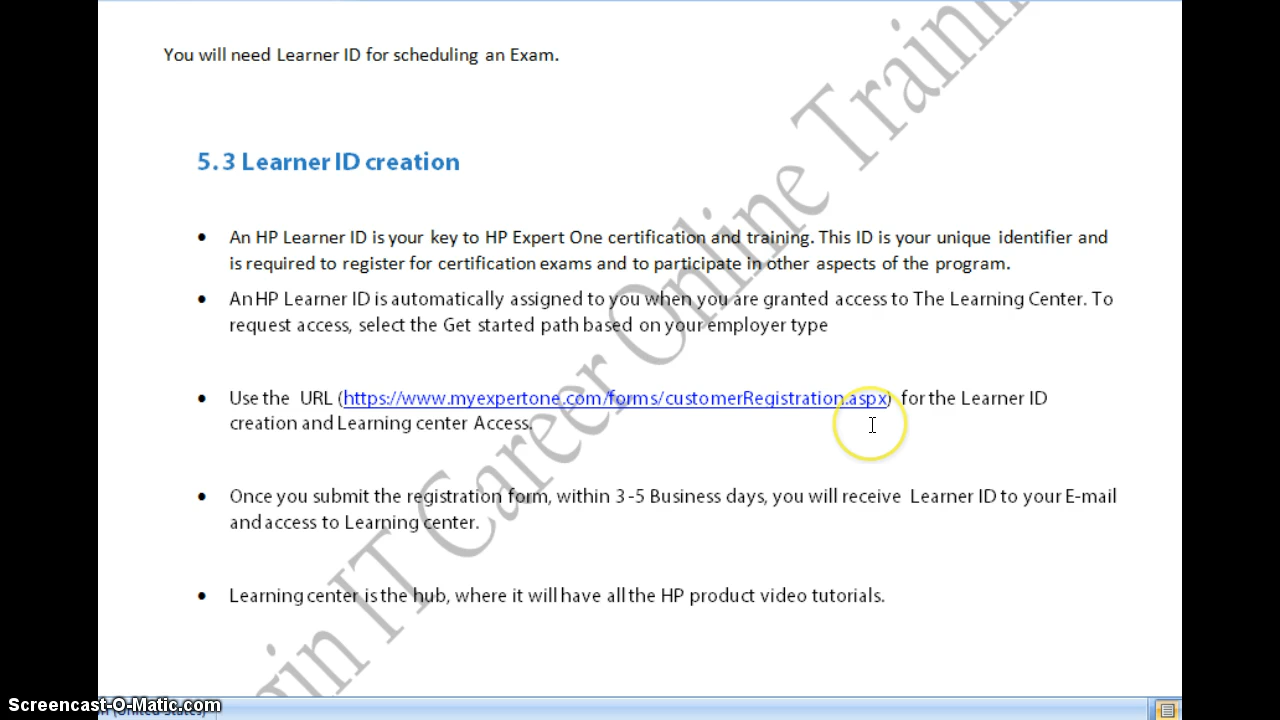 You will need Learner ID for scheduling an Exam.
5.3 Learner ID creation
• An HP Learner ID is your key to HP Expert One certification and training. This ID is your unique identifier and
is required to register for certification exams and to participate in other aspects of the program.
• An HP Learner ID is automatically assigned to you when you are granted access to The Learning Center. To
request access, select the Get started path based on your employer type
• Use the URL (https://www.myexpertone.com/forms/customerRegistration.aspx) for the Learner ID
creation and Learning center Access.
• Once you submit the registration form, within 3-5 Business days, you will receive Learner ID to your E-mail
and access to Learning center.
• Learning center is the hub, where it will have all the HP product video tutorials.
IT Career Online
Screencast-O-Matic.com